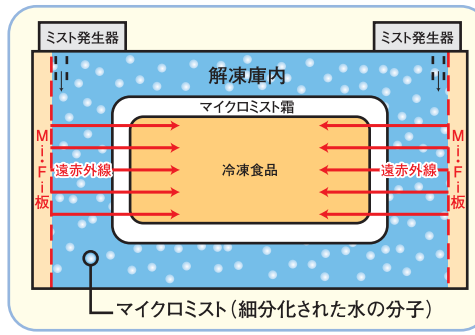 ミスト発生器
ミスト発生器
解凍庫内
マイクロミスト霜
Mi・Fi板
遠赤外線
冷凍食品
遠赤外線
Mi・Fi板
マイクロミスト（細分化された水の分子）